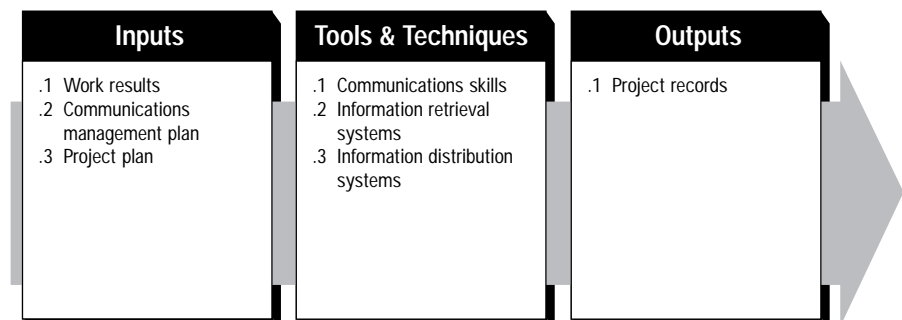 Inputs
.1 Work results
.2 Communications
management plan
.3 Project plan
Tools & Techniques
.1 Communications skills
.2 Information retrieval
systems
.3 Information distribution
systems
Outputs
.1 Project records